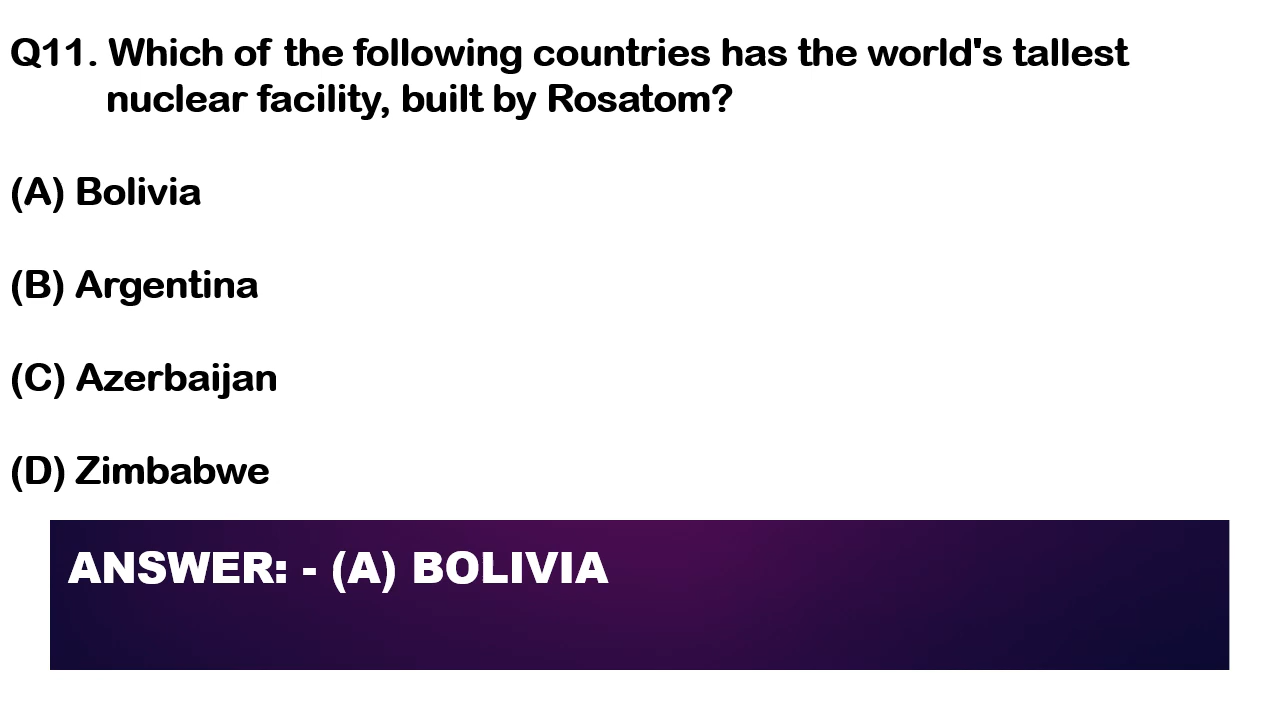 Q11. Which of the following countries has the world's tallest
nuclear facility, built by Rosatom?
(A) Bolivia
(B) Argentina
(C) Azerbaijan
(D) Zimbabwe
ANSWER: - (A) BOLIVIA